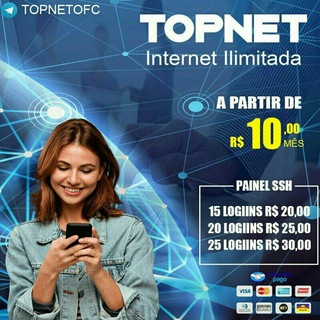 TOPNETOFC
TOPNET
Internet Ilimitada
A PARTIR DE
R$ 10,00
MÊS
PAINEL SSH
15 LOGIINS R$ 20,00
20 LOGIINS R$ 25,00
25 LOGIINS R$ 30,00
pago
VISA